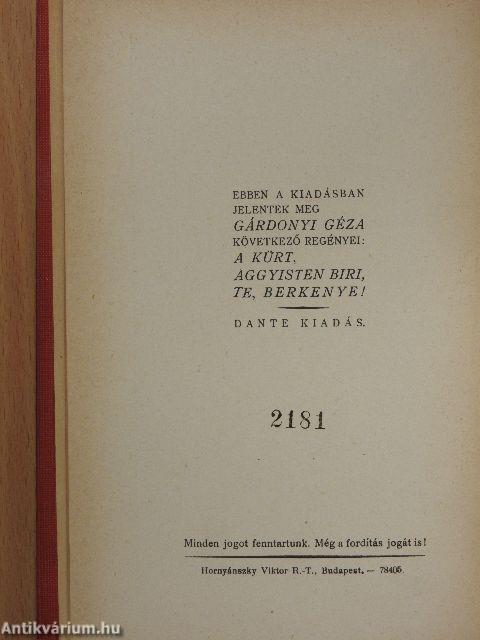 EBBEN A KIADÁSBAN
JELENTEK MEG
GÁRDONYI GÉZA
KÖVETKEZŐ REGÉNYEI:
A KÜRT,
AGGYISTEN BIRI,
TE, BERKENYE!
DANTE KIADÁS.
2181
Minden jogot fenntartunk. Még a fordítás jogát is!
Hornyánszky Viktor R.-T., Budapest. — 78405.
Antikvárium.hu